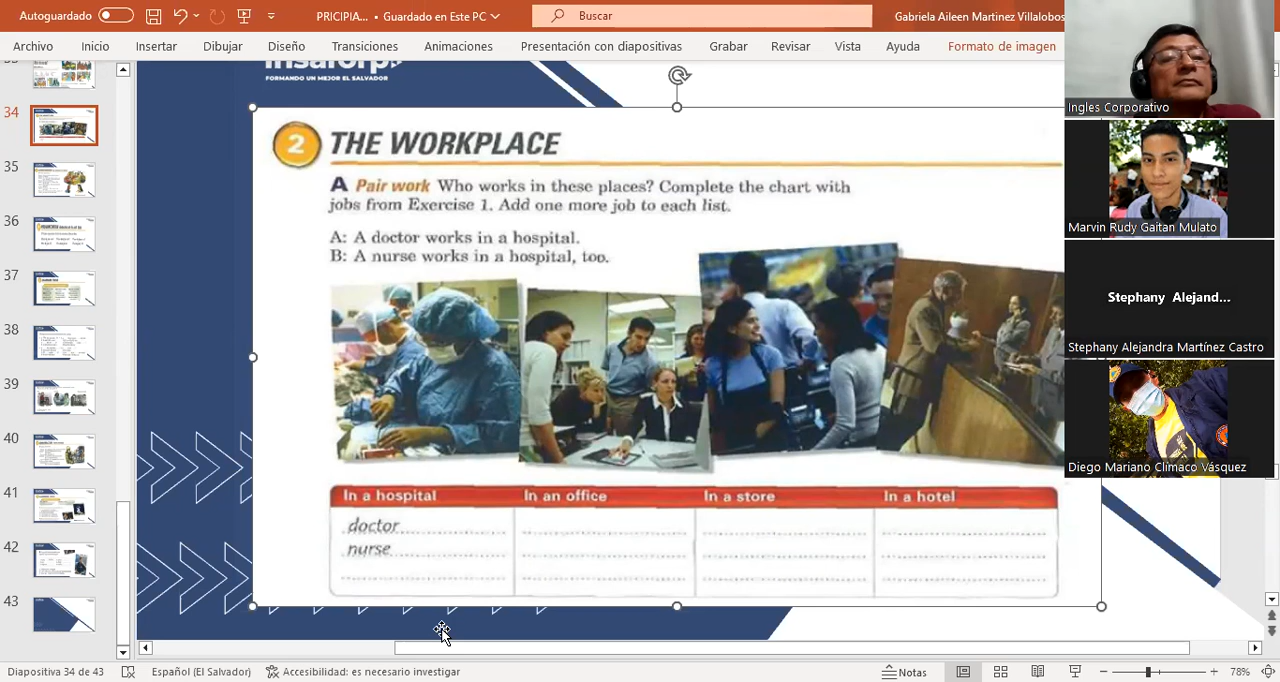 Autoguardado
PRICIPIA... • Guardado en Este PC
Buscar
Gabriela Aileen Martinez Villalobos
Archivo Inicio Insertar Dibujar Diseño Transiciones Animaciones Presentación con diapositivas Grabar Revisar Vista Ayuda Formato de imagen
FORMANDO UN MEJOR EL SALVADOR
34
35
36
37
38
39
40
41
42
43
2 THE WORKPLACE
A Pair work Who works in these places? Complete the chart with
jobs from Exercise 1. Add one more job to each list.
A: A doctor works in a hospital.
B: A nurse works in a hospital, too.
In a hospital In an office In a store In a hotel
doctor
nurse
Ingles Corporativo
Marvin Rudy Gaitan Mulato
Stephany Alejand...
Stephany Alejandra Martínez Castro
Diego Mariano Climaco Vásquez
Diapositiva 34 de 43 Español (El Salvador) Accesibilidad: es necesario investigar Notas 78%